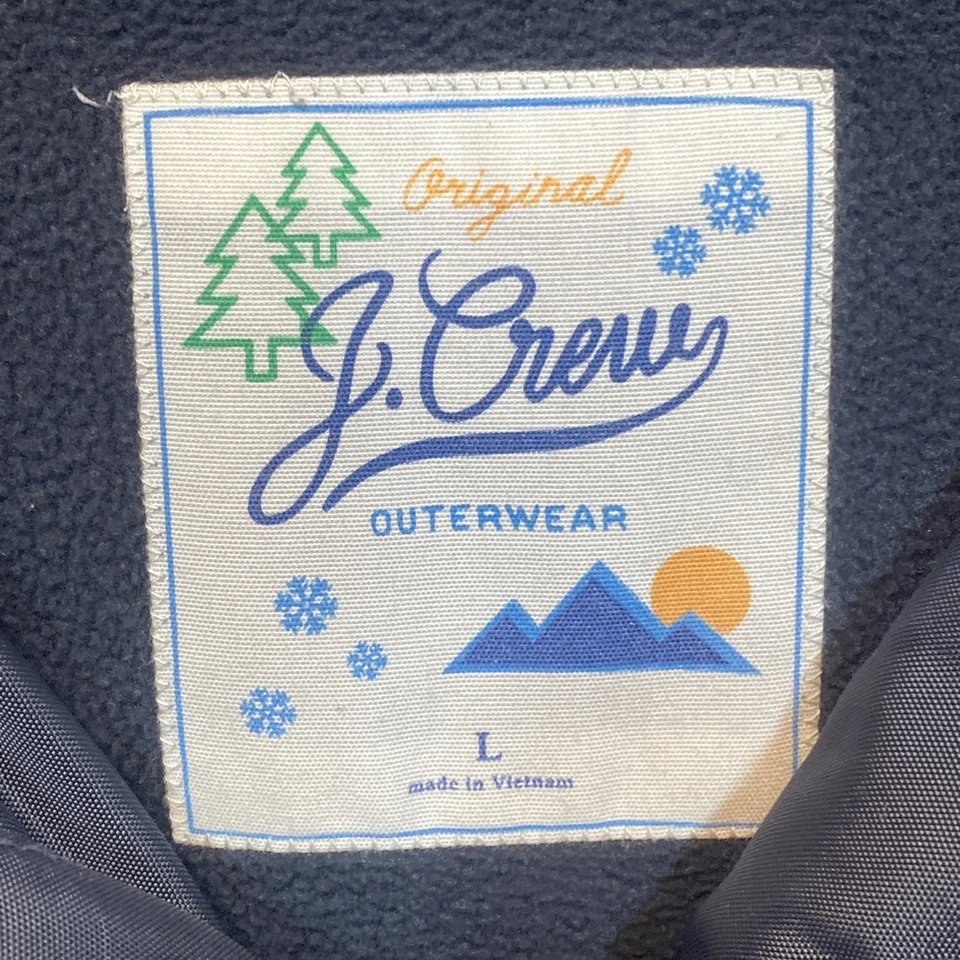 Original
J. Crew
OUTERWEAR
L
made in Vietnam